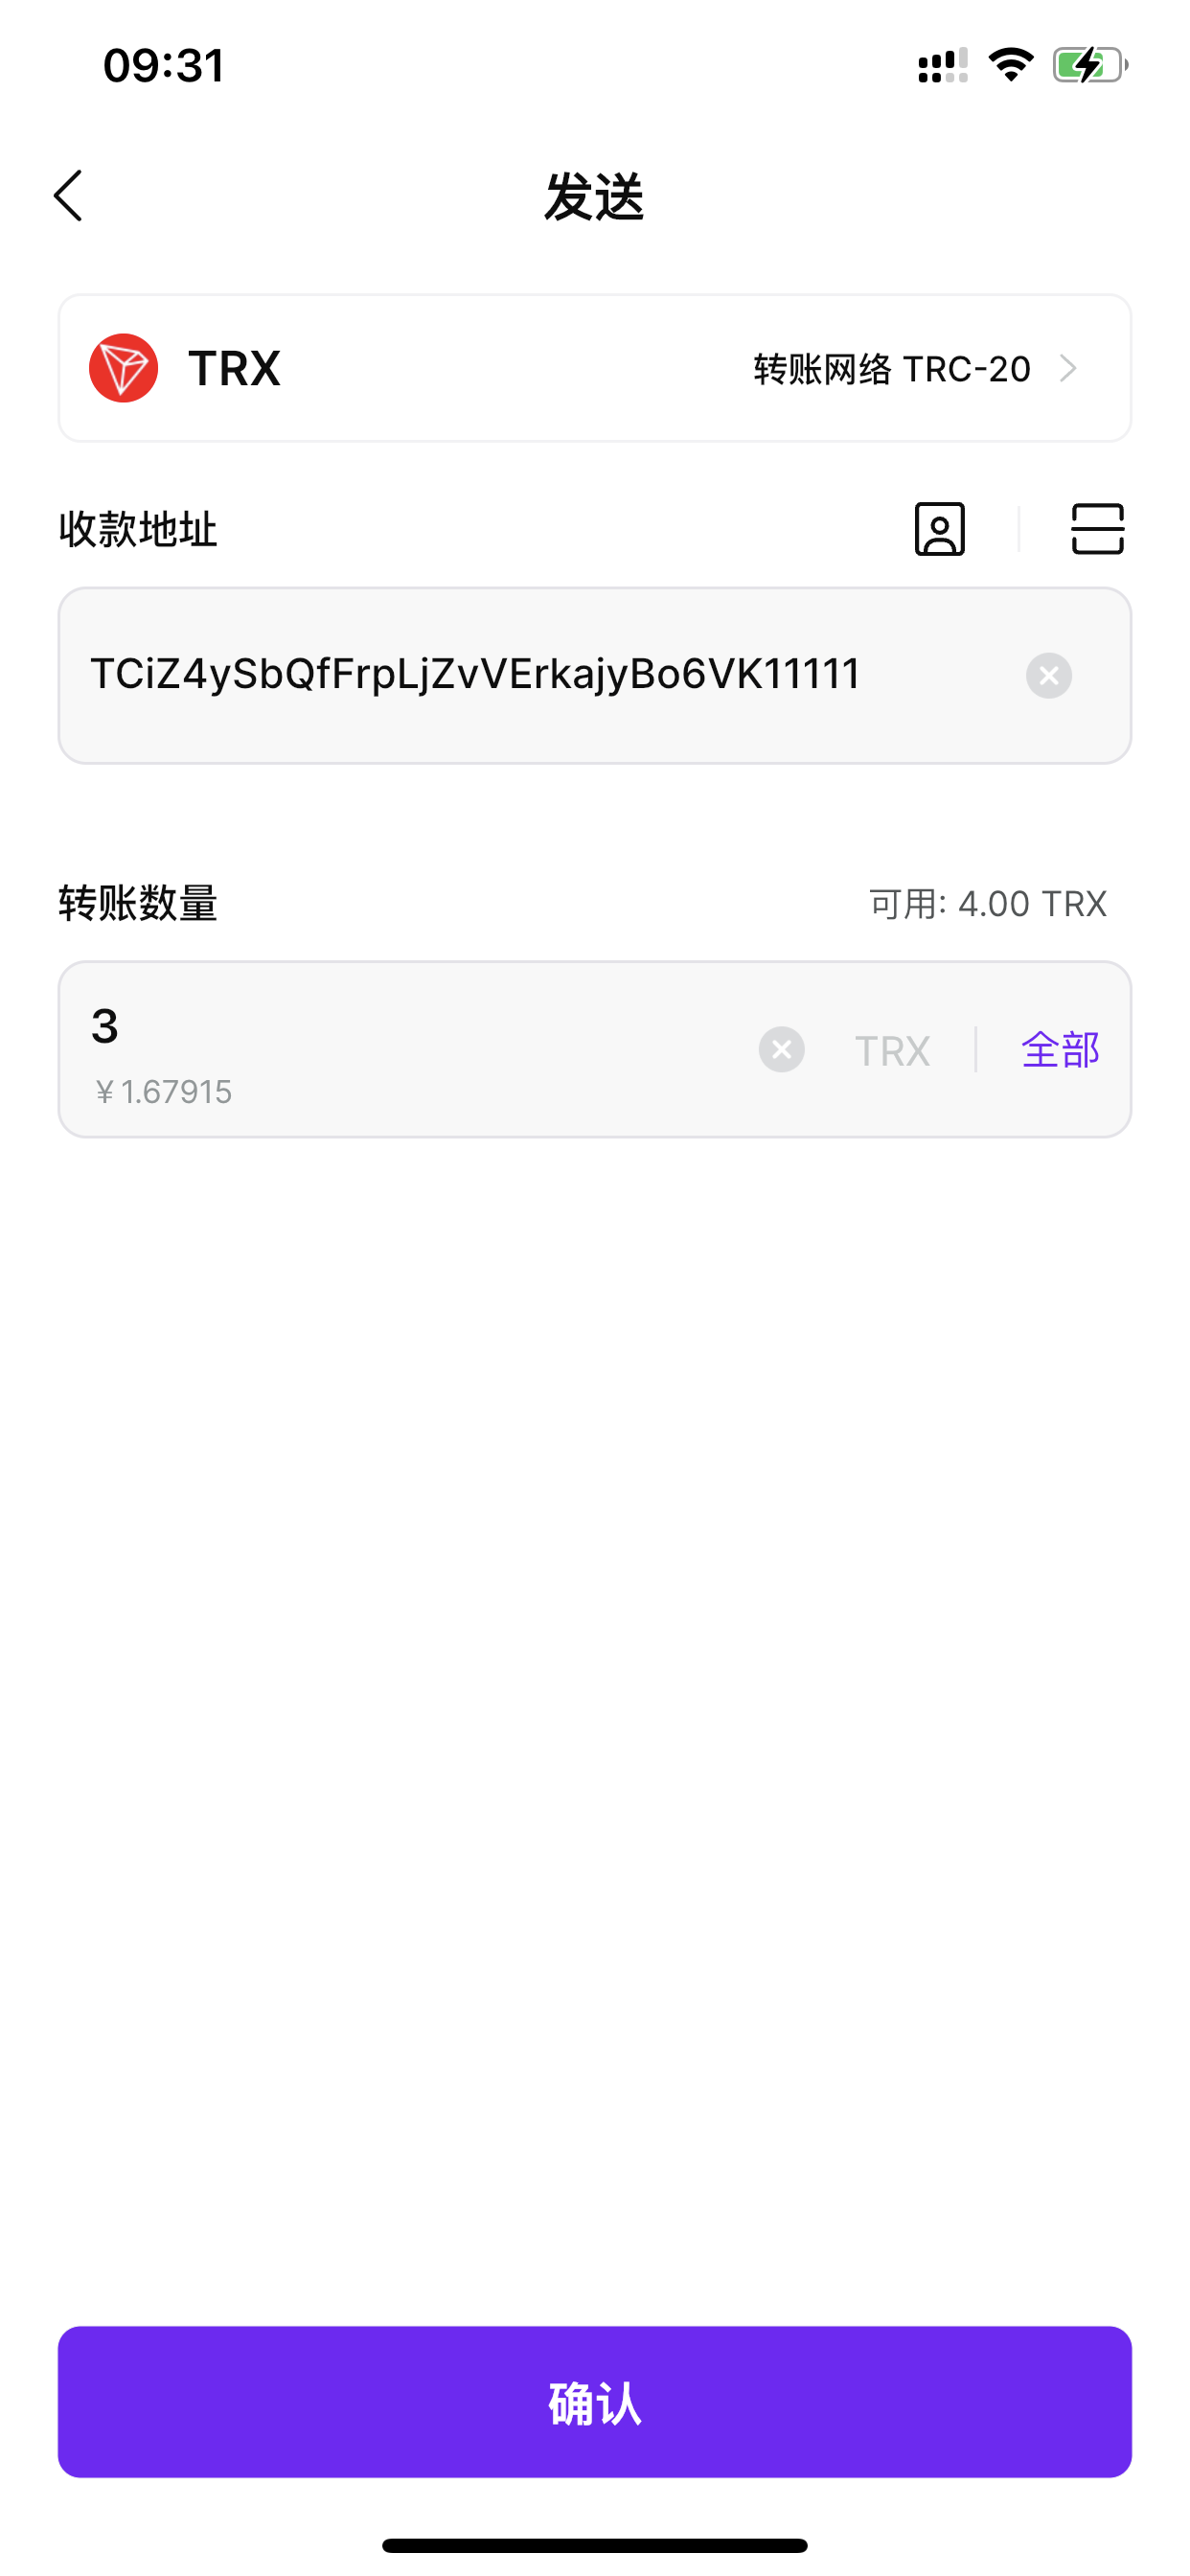 09:31
发送
TRX 转账网络 TRC-20
收款地址
TCiZ4ySbQfFrpLjZvVErkajyBo6VK11111
转账数量 可用: 4.00 TRX
3
TRX 全部
¥1.67915
确认